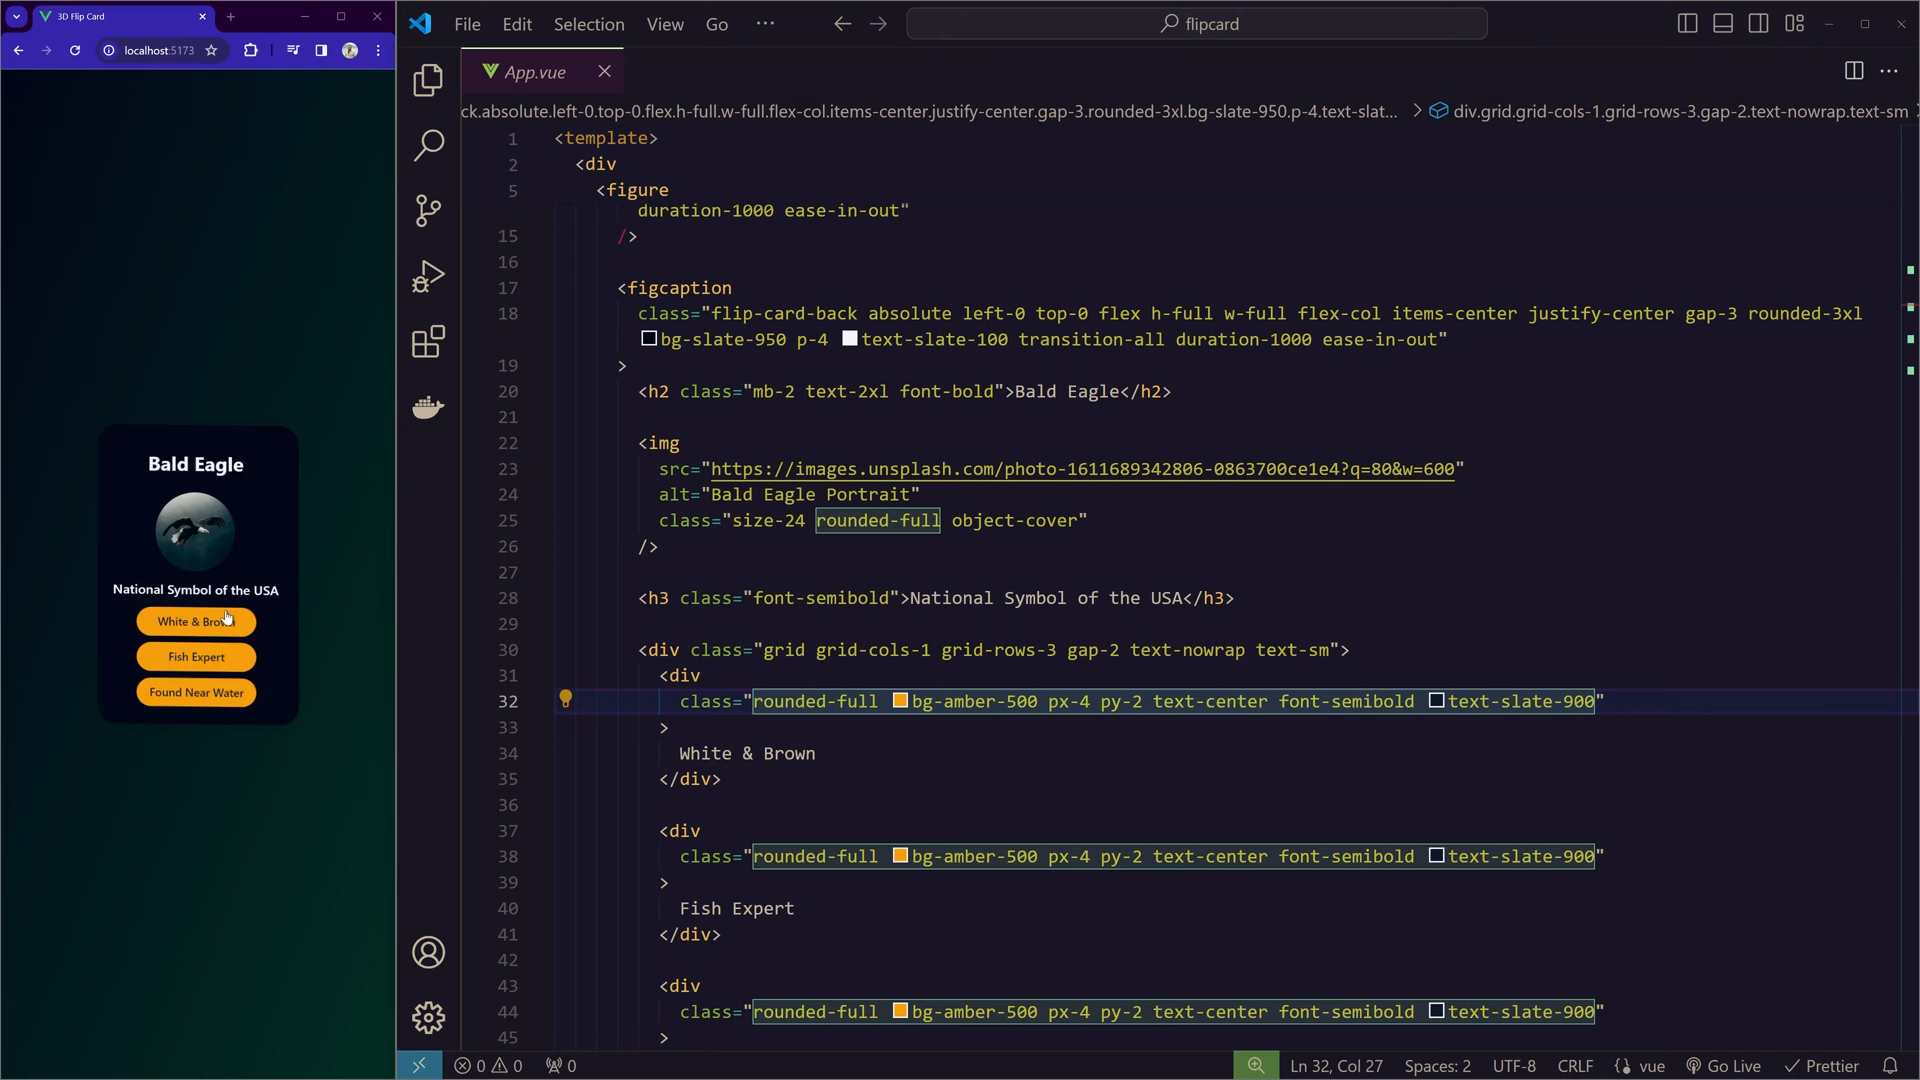 3D Flip Card
localhost:5173
Bald Eagle
National Symbol of the USA
White & Brown
Fish Expert
Found Near Water
File Edit Selection View Go ···
flipcard
App.vue
ck.absolute.left-0.top-0.flex.h-full.w-full.flex-col.items-center.justify-center.gap-3.rounded-3xl.bg-slate-950.p-4.text-slat... > div.grid.grid-cols-1.grid-rows-3.gap-2.text-nowrap.text-sm
1 <template>
2 <div
5 <figure
duration-1000 ease-in-out"
15 />
16
17 <figcaption
18 class="flip-card-back absolute left-0 top-0 flex h-full w-full flex-col items-center justify-center gap-3 rounded-3xl
bg-slate-950 p-4 text-slate-100 transition-all duration-1000 ease-in-out"
19 >
20 <h2 class="mb-2 text-2xl font-bold">Bald Eagle</h2>
21
22 <img
23 src="https://images.unsplash.com/photo-1611689342806-0863700ce1e4?q=80&w=600"
24 alt="Bald Eagle Portrait"
25 class="size-24 rounded-full object-cover"
26 />
27
28 <h3 class="font-semibold">National Symbol of the USA</h3>
29
30 <div class="grid grid-cols-1 grid-rows-3 gap-2 text-nowrap text-sm">
31 <div
32 class="rounded-full bg-amber-500 px-4 py-2 text-center font-semibold text-slate-900"
33 >
34 White & Brown
35 </div>
36
37 <div
38 class="rounded-full bg-amber-500 px-4 py-2 text-center font-semibold text-slate-900"
39 >
40 Fish Expert
41 </div>
42
43 <div
44 class="rounded-full bg-amber-500 px-4 py-2 text-center font-semibold text-slate-900"
45 >
0 0 0 Ln 32, Col 27 Spaces: 2 UTF-8 CRLF {} vue Go Live Prettier